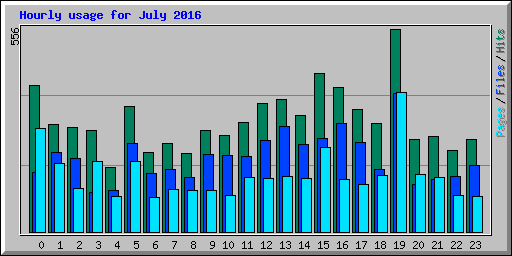 Hourly usage for July 2016
556
Pages / Files / Hits
0 1 2 3 4 5 6 7 8 9 10 11 12 13 14 15 16 17 18 19 20 21 22 23